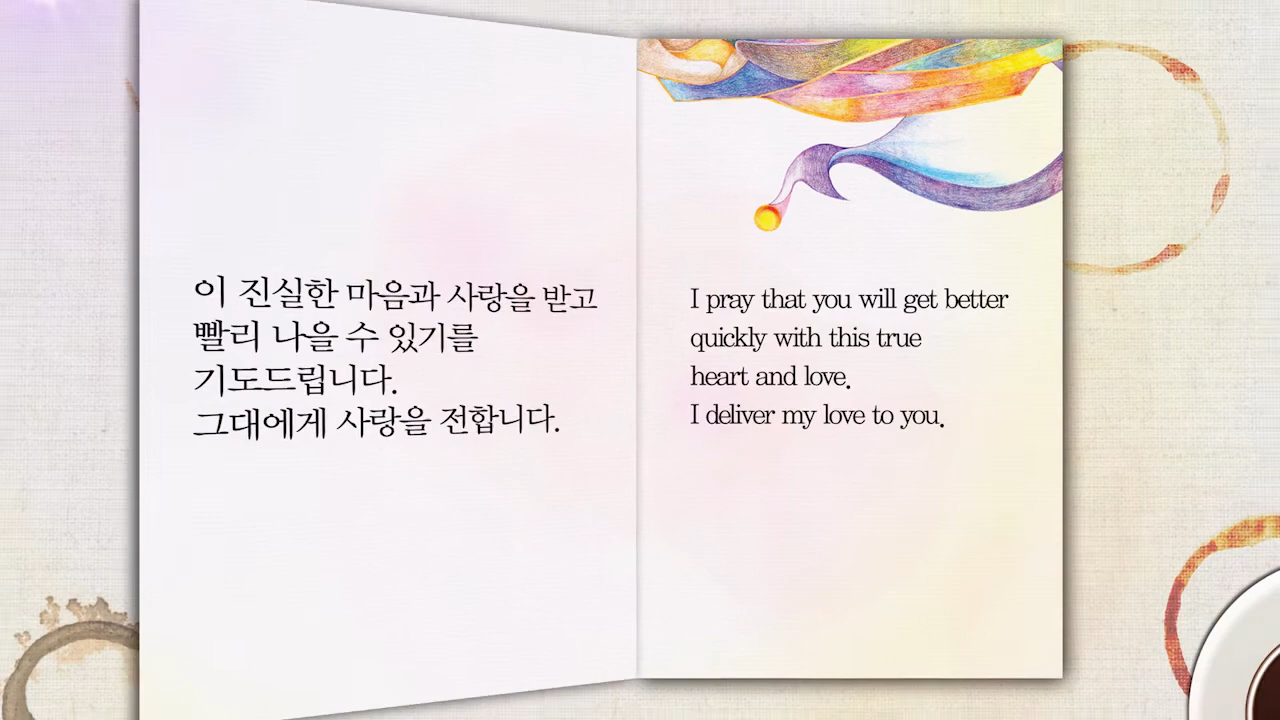 이 진실한 마음과 사랑을 받고
빨리 나을 수 있기를
기도드립니다.
그대에게 사랑을 전합니다.
I pray that you will get better
quickly with this true
heart and love.
I deliver my love to you.